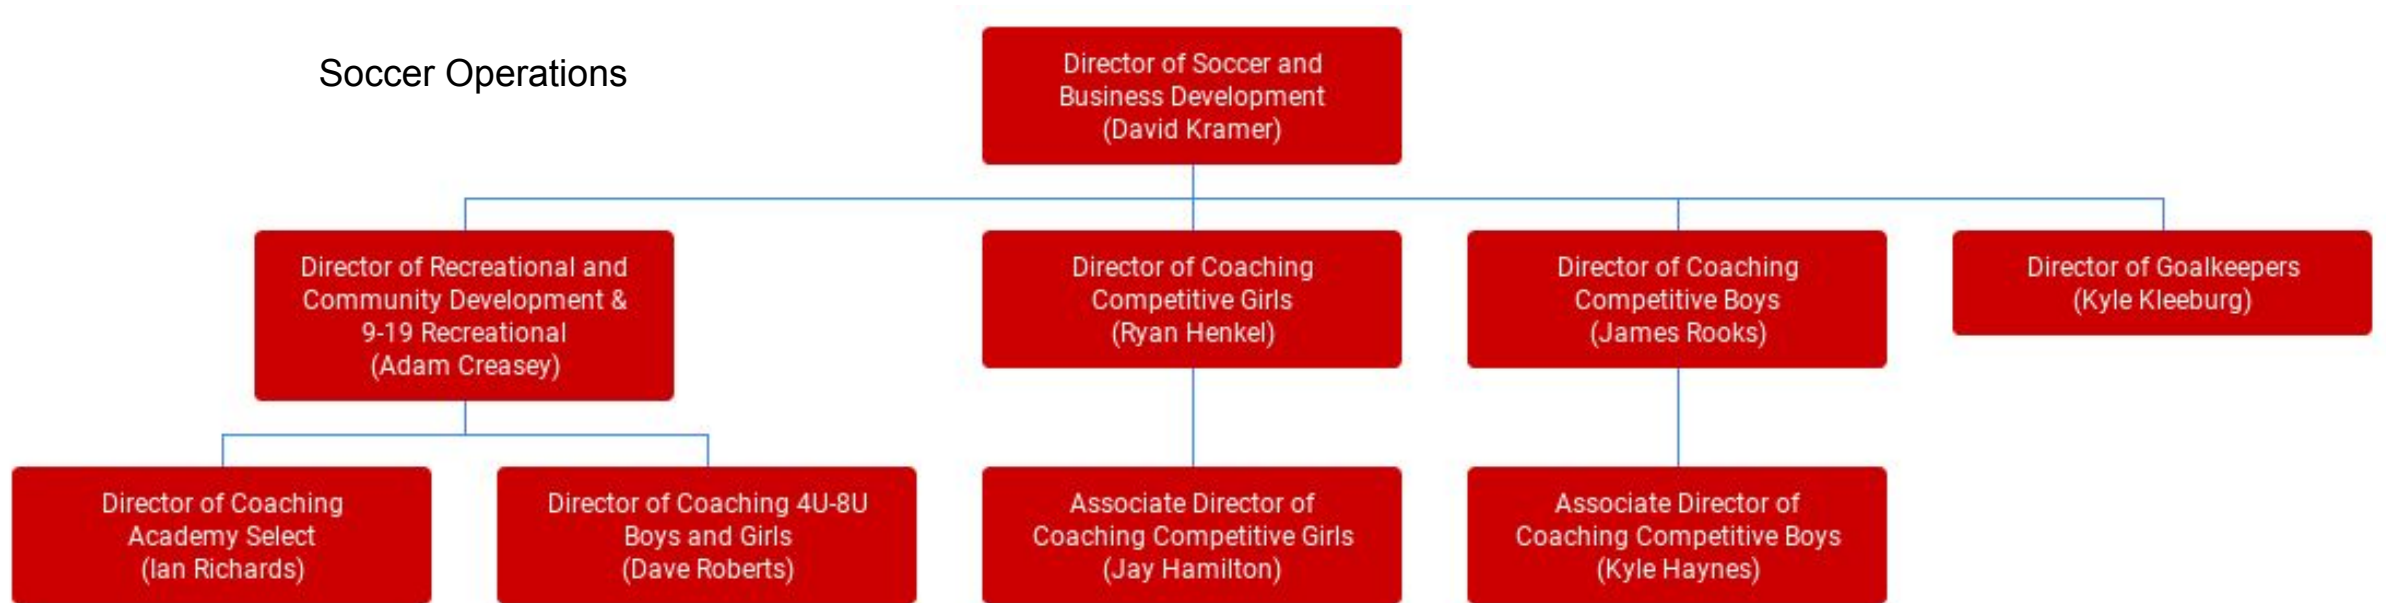 Soccer Operations
Director of Soccer and
Business Development
(David Kramer)
Director of Recreational and
Community Development &
9-19 Recreational
(Adam Creasey)
Director of Coaching
Competitive Girls
(Ryan Henkel)
Director of Coaching
Competitive Boys
(James Rooks)
Director of Goalkeepers
(Kyle Kleeburg)
Director of Coaching
Academy Select
(Ian Richards)
Director of Coaching 4U-8U
Boys and Girls
(Dave Roberts)
Associate Director of
Coaching Competitive Girls
(Jay Hamilton)
Associate Director of
Coaching Competitive Boys
(Kyle Haynes)